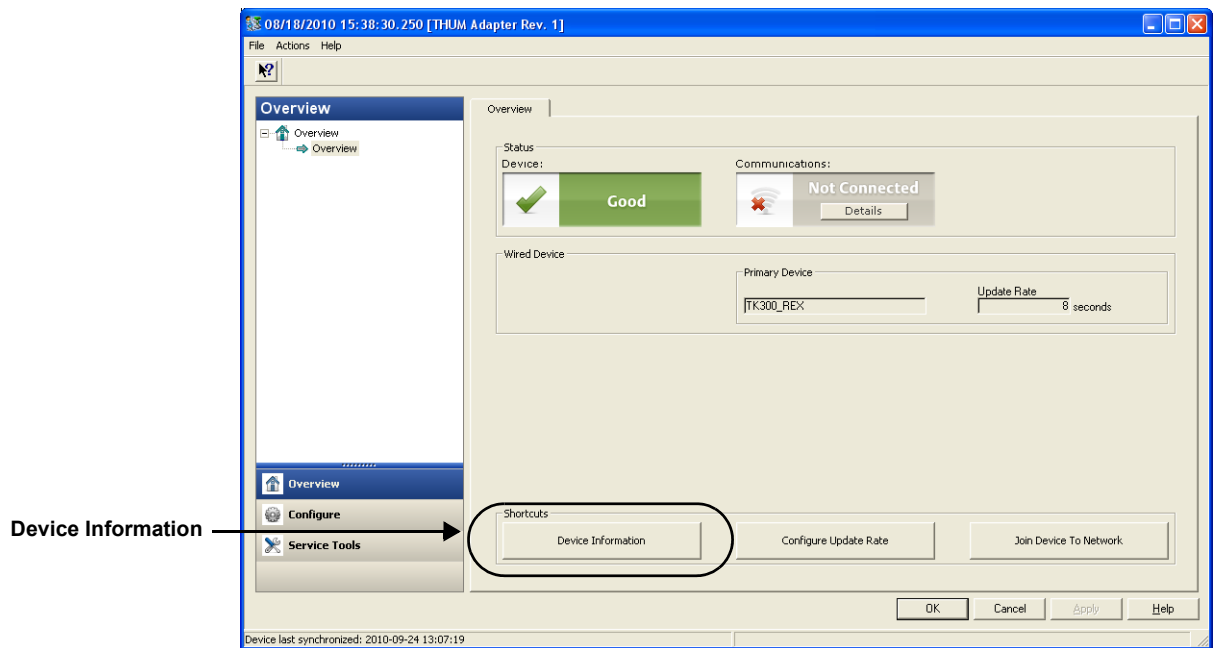 08/18/2010 15:38:30.250 [THUM Adapter Rev. 1]
File Actions Help
Overview
Overview
Overview
Overview
Status
Device:
Good
Communications:
Not Connected
Details
Wired Device
Primary Device
TK300_REX
Update Rate
8 seconds
Overview
Configure
Service Tools
Device Information
Shortcuts
Device Information
Configure Update Rate
Join Device To Network
OK Cancel Apply Help
Device last synchronized: 2010-09-24 13:07:19